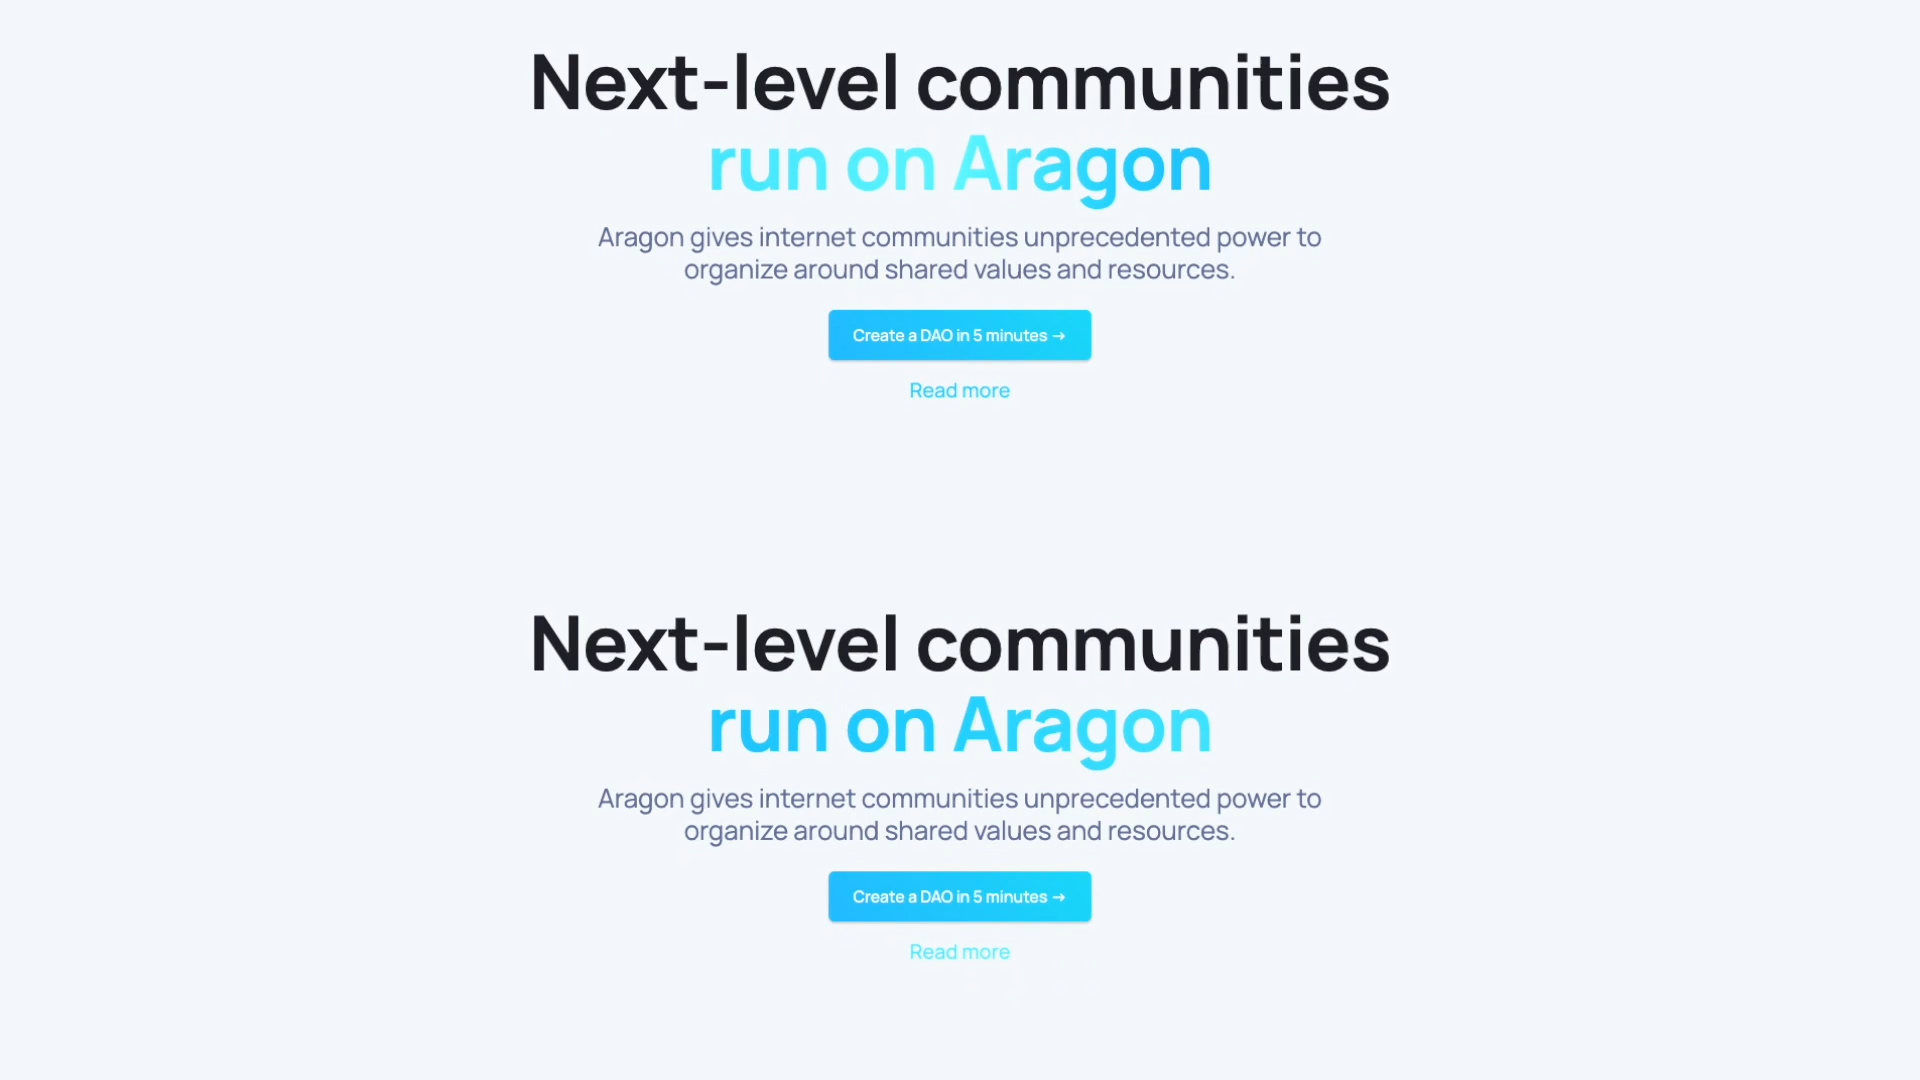 Next-level communities
run on Aragon
Aragon gives internet communities unprecedented power to
organize around shared values and resources.
Create a DAO in 5 minutes →
Read more
Next-level communities
run on Aragon
Aragon gives internet communities unprecedented power to
organize around shared values and resources.
Create a DAO in 5 minutes →
Read more